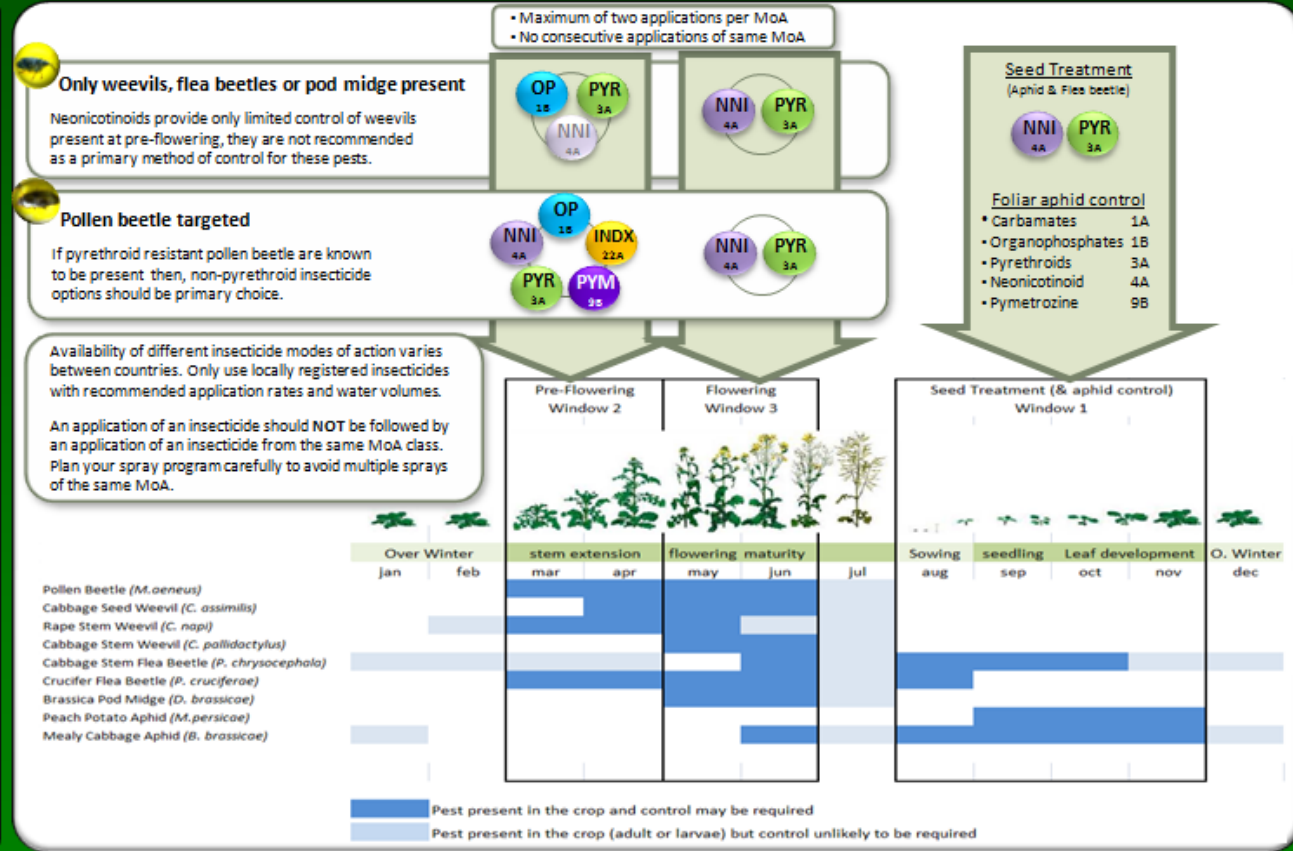 • Maximum of two applications per MoA
• No consecutive applications of same MoA
Only weevils, flea beetles or pod midge present
Neonicotinoids provide only limited control of weevils
present at pre-flowering, they are not recommended
as a primary method of control for these pests.
OP
1B
PYR
3A
NNI
4A
NNI
4A
PYR
3A
Pollen beetle targeted
If pyrethroid resistant pollen beetle are known
to be present then, non-pyrethroid insecticide
options should be primary choice.
OP
1B
NNI
4A
INDX
22A
PYR
3A
PYM
9B
NNI
4A
PYR
3A
Seed Treatment
(Aphid & Flea beetle)
NNI
4A
PYR
3A
Foliar aphid control
• Carbamates 1A
• Organophosphates 1B
• Pyrethroids 3A
• Neonicotinoid 4A
• Pymetrozine 9B
Availability of different insecticide modes of action varies
between countries. Only use locally registered insecticides
with recommended application rates and water volumes.
An application of an insecticide should NOT be followed by
an application of an insecticide from the same MoA class.
Plan your spray program carefully to avoid multiple sprays
of the same MoA.
Pre-Flowering
Window 2
Flowering
Window 3
Seed Treatment (& aphid control)
Window 1
Over Winter stem extension flowering maturity Sowing seedling Leaf development O. Winter
jan feb mar apr may jun jul aug sep oct nov dec
Pollen Beetle (M.aeneus)
Cabbage Seed Weevil (C. assimilis)
Rape Stem Weevil (C. napi)
Cabbage Stem Weevil (C. pallidactylus)
Cabbage Stem Flea Beetle (P. chrysocephala)
Crucifer Flea Beetle (P. cruciferae)
Brassica Pod Midge (D. brassicae)
Peach Potato Aphid (M.persicae)
Mealy Cabbage Aphid (B. brassicae)
Pest present in the crop and control may be required
Pest present in the crop (adult or larvae) but control unlikely to be required